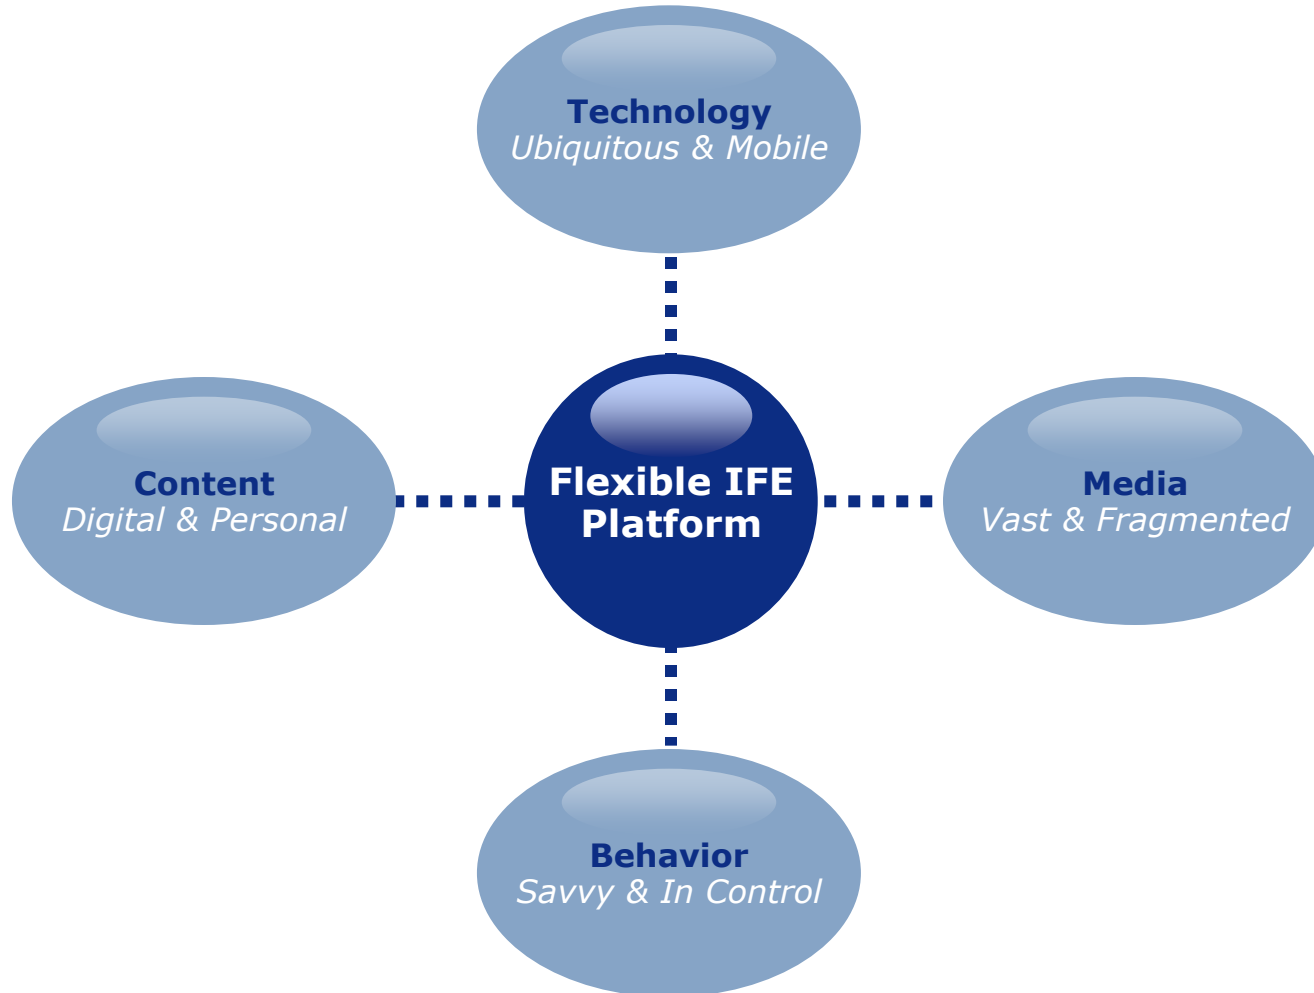 Technology
Ubiquitous & Mobile
Content
Digital & Personal
Flexible IFE
Platform
Media
Vast & Fragmented
Behavior
Savvy & In Control